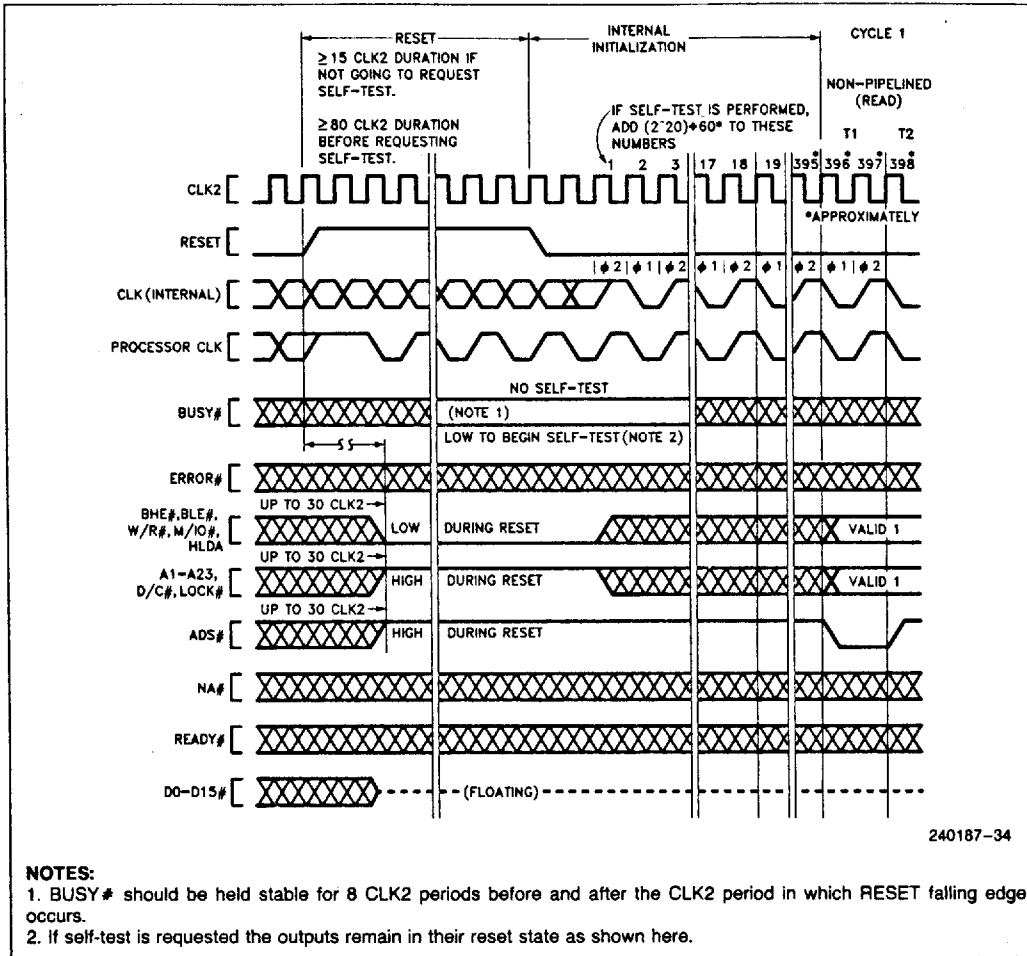 RESET
INTERNAL
INITIALIZATION
CYCLE 1
≥15 CLK2 DURATION IF
NOT GOING TO REQUEST
SELF-TEST.
≥80 CLK2 DURATION
BEFORE REQUESTING
SELF-TEST.
NON-PIPELINED
(READ)
IF SELF-TEST IS PERFORMED,
ADD (2^20)+60* TO THESE
NUMBERS
T1 T2
1 2 3 17 18 19 395* 396* 397* 398*
CLK2
*APPROXIMATELY
RESET
ϕ2 ϕ1 ϕ2 ϕ1 ϕ2 ϕ1 ϕ2 ϕ1 ϕ2
CLK (INTERNAL)
PROCESSOR CLK
NO SELF-TEST
BUSY# (NOTE 1)
LOW TO BEGIN SELF-TEST (NOTE 2)
ERROR#
UP TO 30 CLK2
BHE#, BLE#,
W/R#, M/IO#, LOW DURING RESET VALID 1
HLDA
UP TO 30 CLK2
A1-A23,
D/C#, LOCK# HIGH DURING RESET VALID 1
UP TO 30 CLK2
ADS# HIGH DURING RESET
NA#
READY#
D0-D15# (FLOATING)
240187-34
NOTES:
1. BUSY# should be held stable for 8 CLK2 periods before and after the CLK2 period in which RESET falling edge
occurs.
2. If self-test is requested the outputs remain in their reset state as shown here.